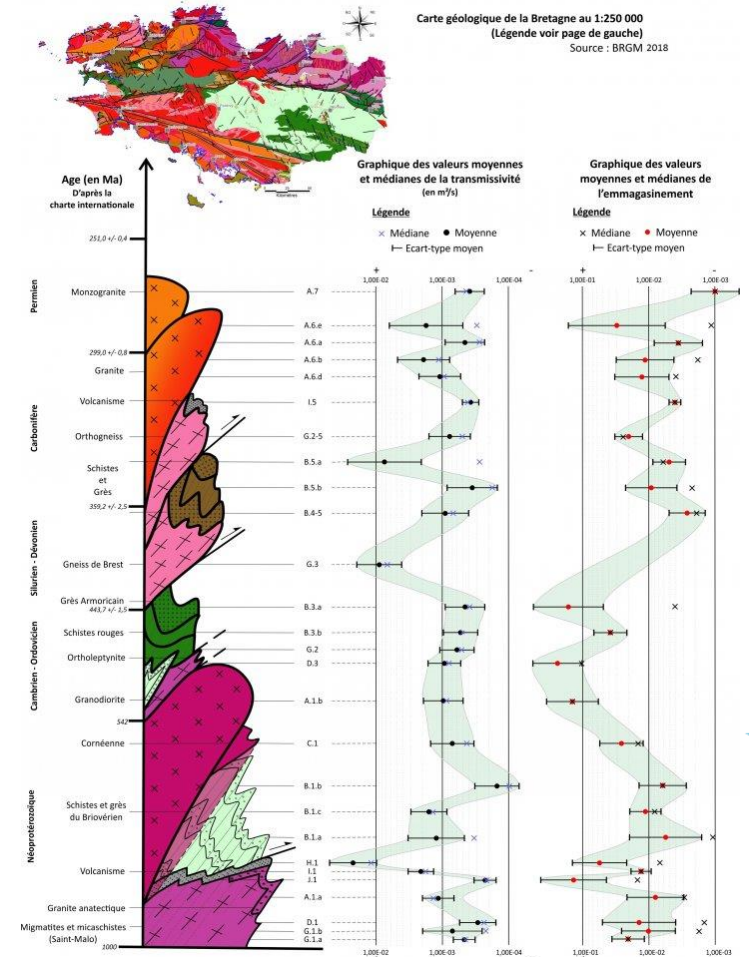 Carte géologique de la Bretagne au 1:250 000
(Légende voir page de gauche)
Source : BRGM 2018
Age (en Ma)
D'après la
charte internationale
Graphique des valeurs moyennes
et médianes de la transmissivité
(en m²/s)
Légende
Médiane
Moyenne
Ecart-type moyen
Graphique des valeurs
moyennes et médianes de
l'emmagasinement
Légende
Médiane
Moyenne
Ecart-type moyen
1,00E-02 1,00E-03 1,00E-04
1,00E-01 1,00E-02 1,00E-03
251,0 +/- 0,4
Permien
Monzogranite A.7
A.6.e
A.6.a
299,0 +/- 0,8
A.6.b
Granite A.6.d
Carbonifère
Volcanisme I.5
Orthogneiss G.2-5
B.5.a
Schistes
et
Grès
B.5.b
359,2 +/- 2,5
B.4-5
Silurien - Dévonien
Gneiss de Brest G.3
Grès Armoricain B.3.a
443,7 +/- 1,5
Cambrien - Ordovicien
Schistes rouges B.3.b
G.2
Ortholeptynite D.3
Granodiorite A.1.b
542
Néoprotérozoïque
Cornéenne C.1
B.1.b
Schistes et grès
du Briovérien
B.1.c
B.1.a
H.1
Volcanisme I.1
J.1
A.1.a
Granite anatectique
D.1
Migmatites et micaschistes
(Saint-Malo)
G.1.b
G.1.a
1000
1,00E-02 1,00E-03 1,00E-04
1,00E-01 1,00E-02 1,00E-03